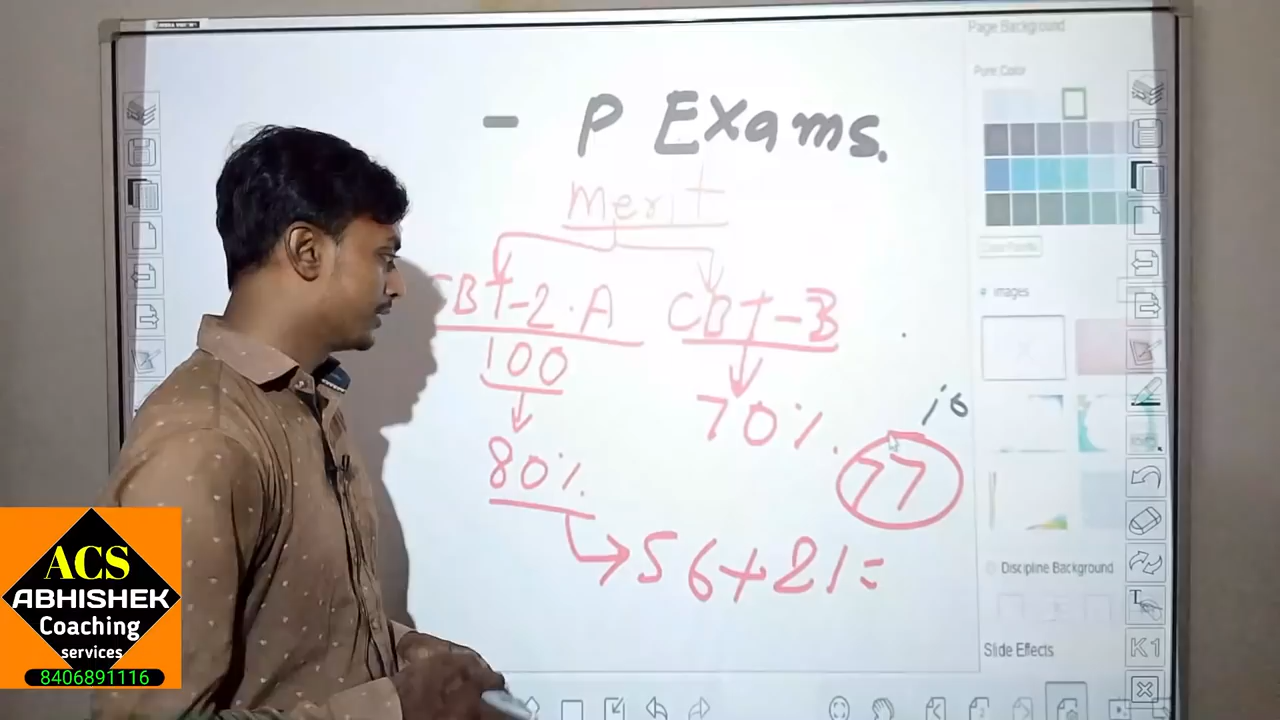 - P Exams.
Page Background
Pure Color
Merit
CBT-2.A
CBT-B
images
100
70%.
80%.
77
56+21=
Discipline Background
Slide Effects
K1
ACS
ABHISHEK
Coaching
services
8406891116